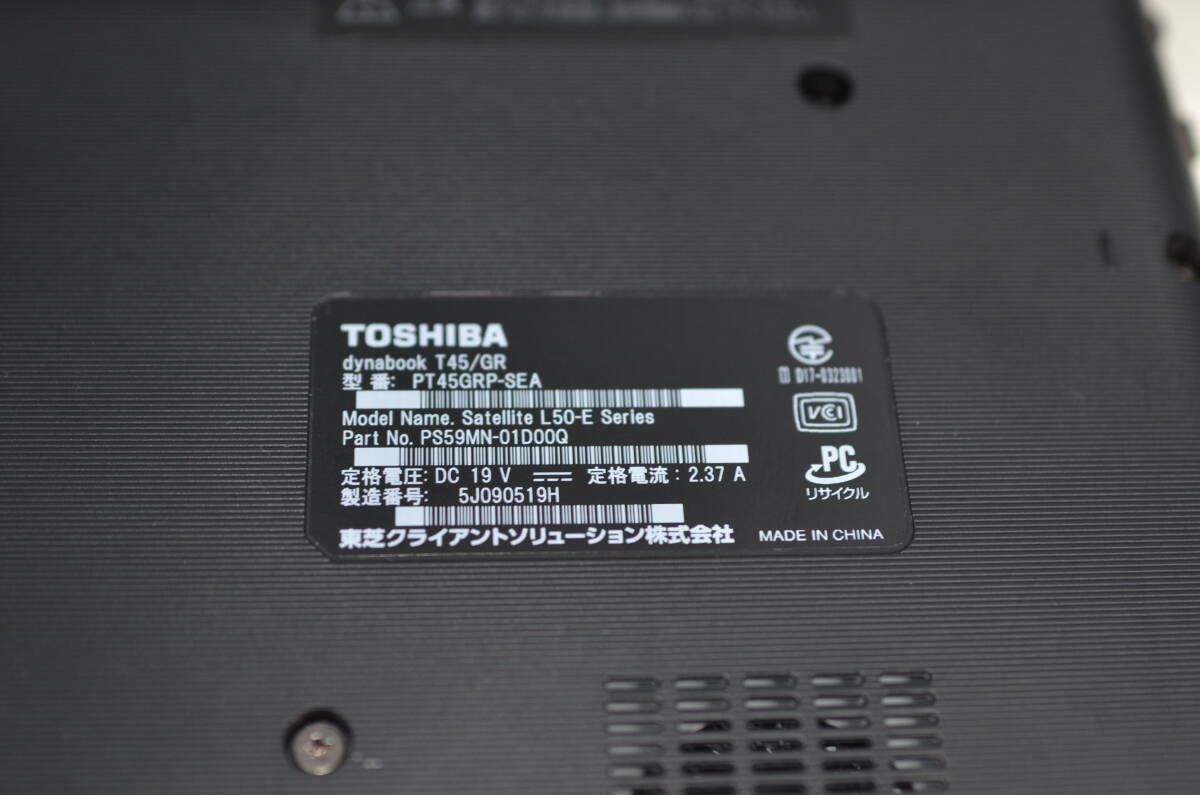 TOSHIBA
dynabook T45/GR
型 番: PT45GRP-SEA
Model Name. Satellite L50-E Series
Part No. PS59MN-01D00Q
定格電圧: DC 19 V 定格電流 : 2.37 A
製造番号: 5J090519H
東芝クライアントソリューション株式会社
D17-0323001
VCI
PC
リサイクル
MADE IN CHINA